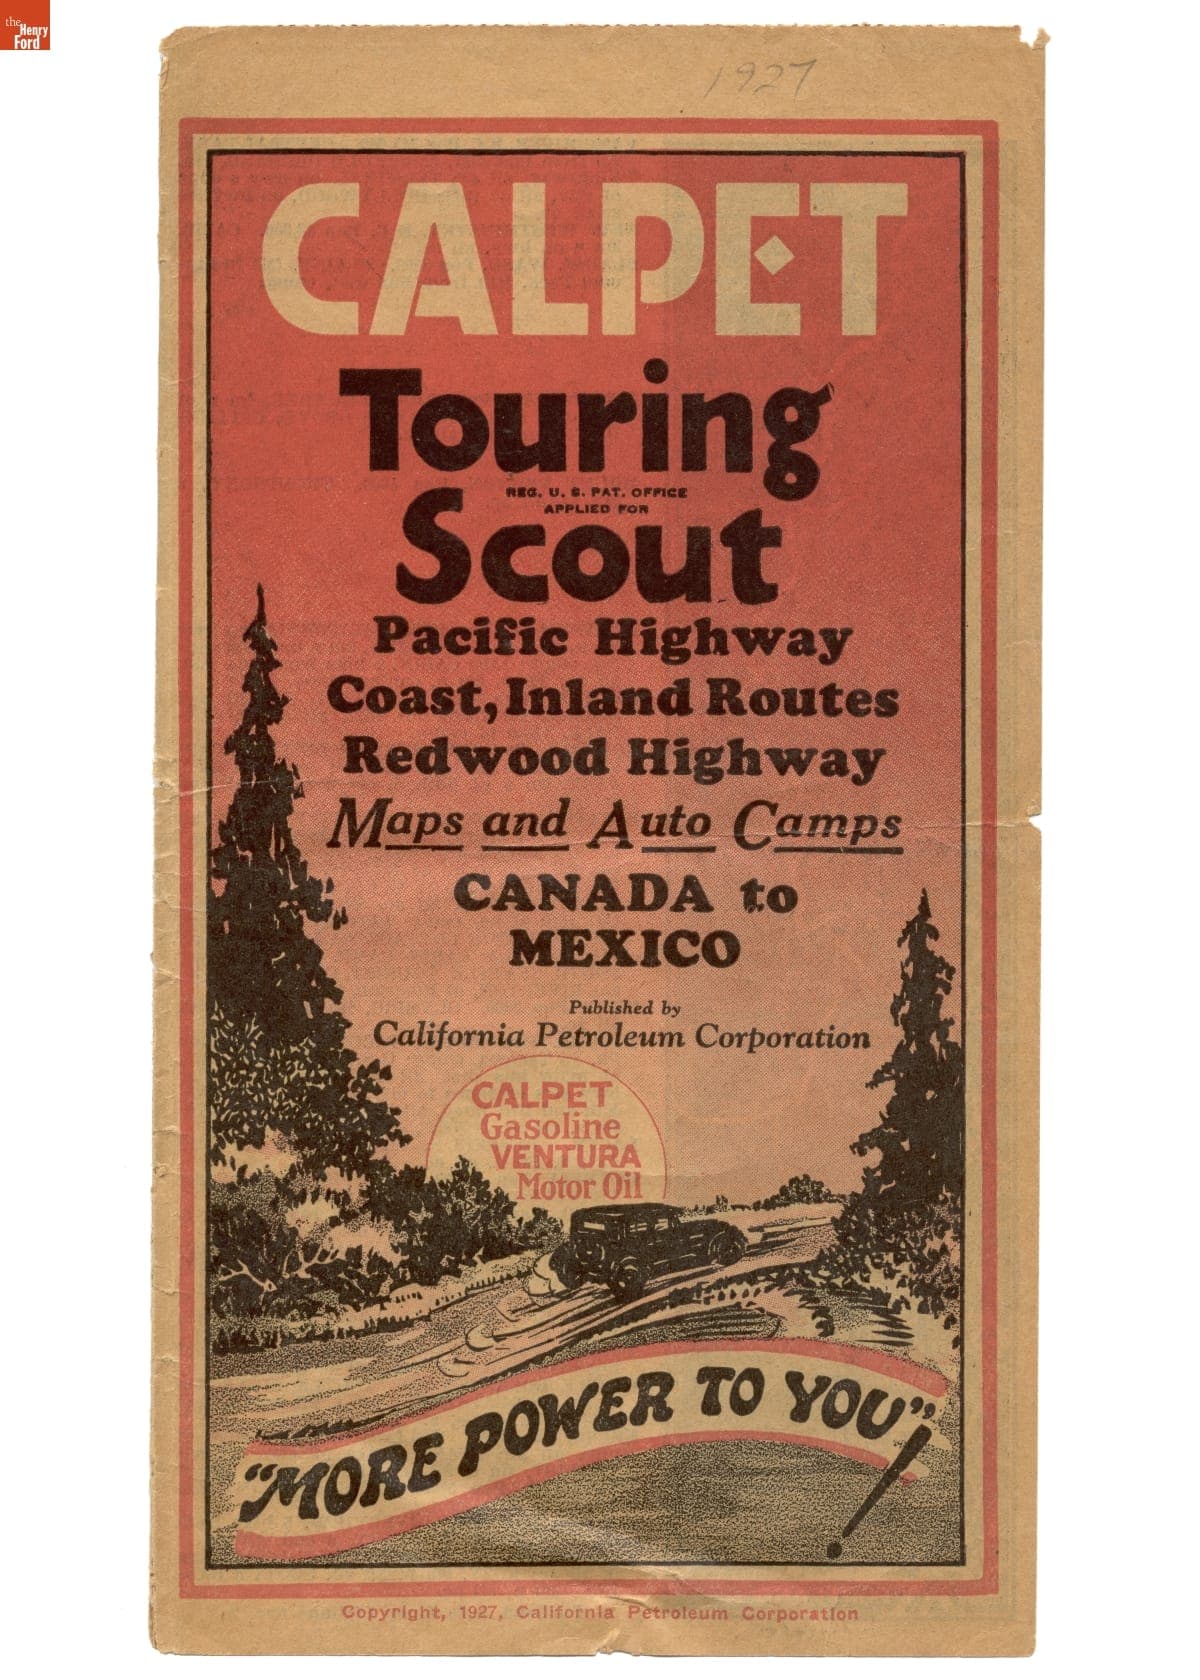 the
Henry
Ford
1927
CALPET
Touring
REG. U. S. PAT. OFFICE
APPLIED FOR
Scout
Pacific Highway
Coast, Inland Routes
Redwood Highway
Maps and Auto Camps
CANADA to
MEXICO
Published by
California Petroleum Corporation
CALPET
Gasoline
VENTURA
Motor Oil
"MORE POWER TO YOU"!
Copyright, 1927, California Petroleum Corporation